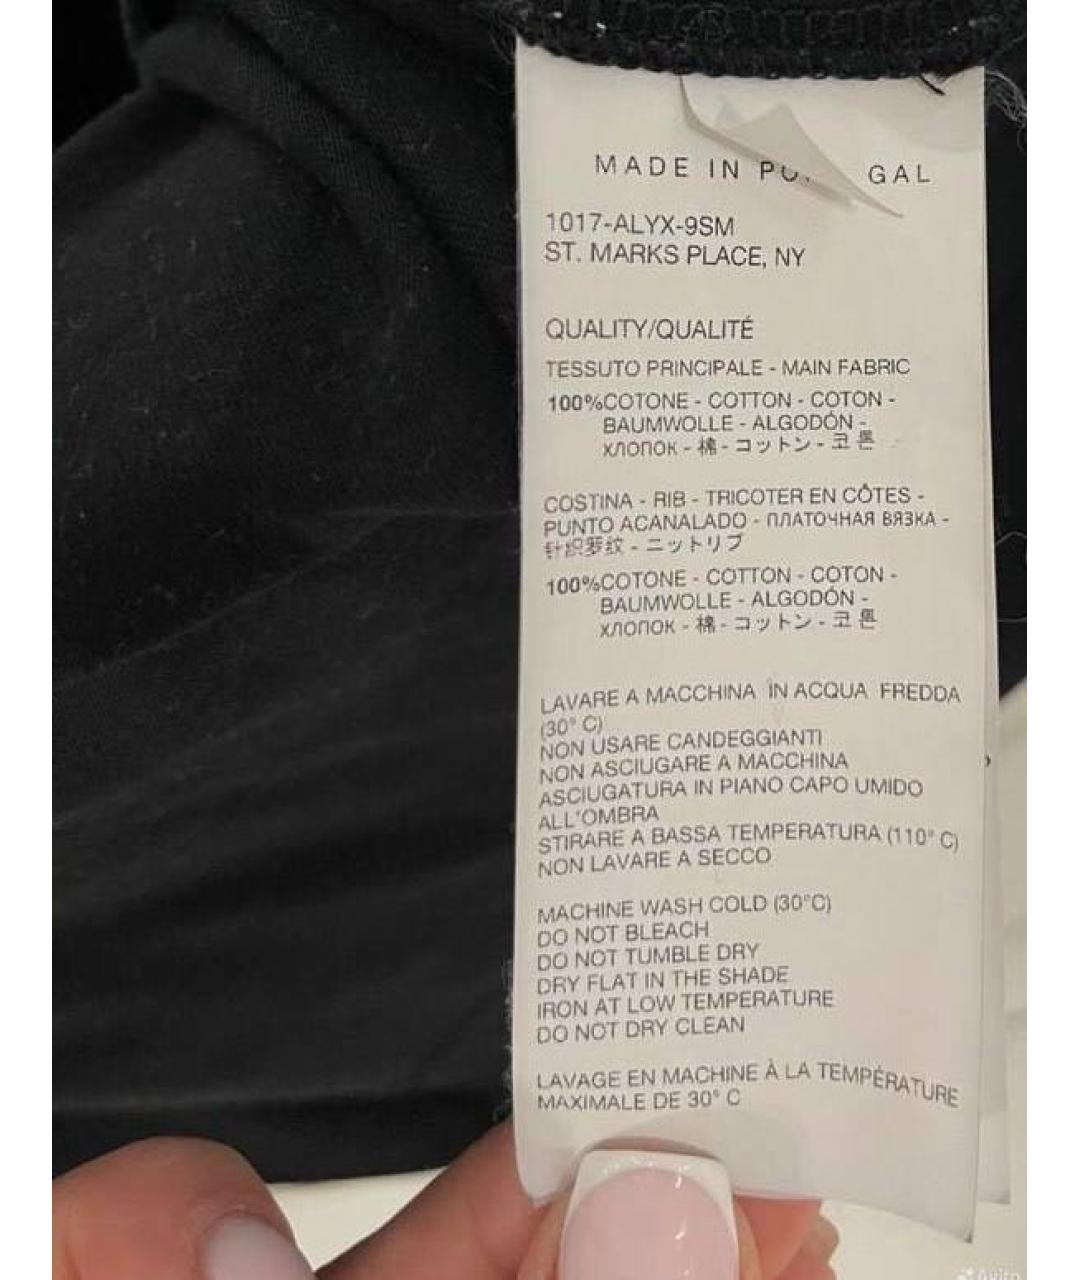 MADE IN PO GAL
1017-ALYX-9SM
ST. MARKS PLACE, NY
QUALITY/QUALITÉ
TESSUTO PRINCIPALE - MAIN FABRIC
100%COTONE - COTTON - COTON -
BAUMWOLLE - ALGODÓN -
ХЛОПОК - 棉 - コットン - 코튼
COSTINA - RIB - TRICOTER EN CÔTES -
PUNTO ACANALADO - ПЛАТОЧНАЯ ВЯЗКА -
针织罗纹 - ニットリブ
100%COTONE - COTTON - COTON -
BAUMWOLLE - ALGODÓN -
ХЛОПОК - 棉 - コットン - 코튼
LAVARE A MACCHINA IN ACQUA FREDDA
(30° C)
NON USARE CANDEGGIANTI
NON ASCIUGARE A MACCHINA
ASCIUGATURA IN PIANO CAPO UMIDO
ALL'OMBRA
STIRARE A BASSA TEMPERATURA (110° C)
NON LAVARE A SECCO
MACHINE WASH COLD (30°C)
DO NOT BLEACH
DO NOT TUMBLE DRY
DRY FLAT IN THE SHADE
IRON AT LOW TEMPERATURE
DO NOT DRY CLEAN
LAVAGE EN MACHINE À LA TEMPÉRATURE
MAXIMALE DE 30° C
Avito